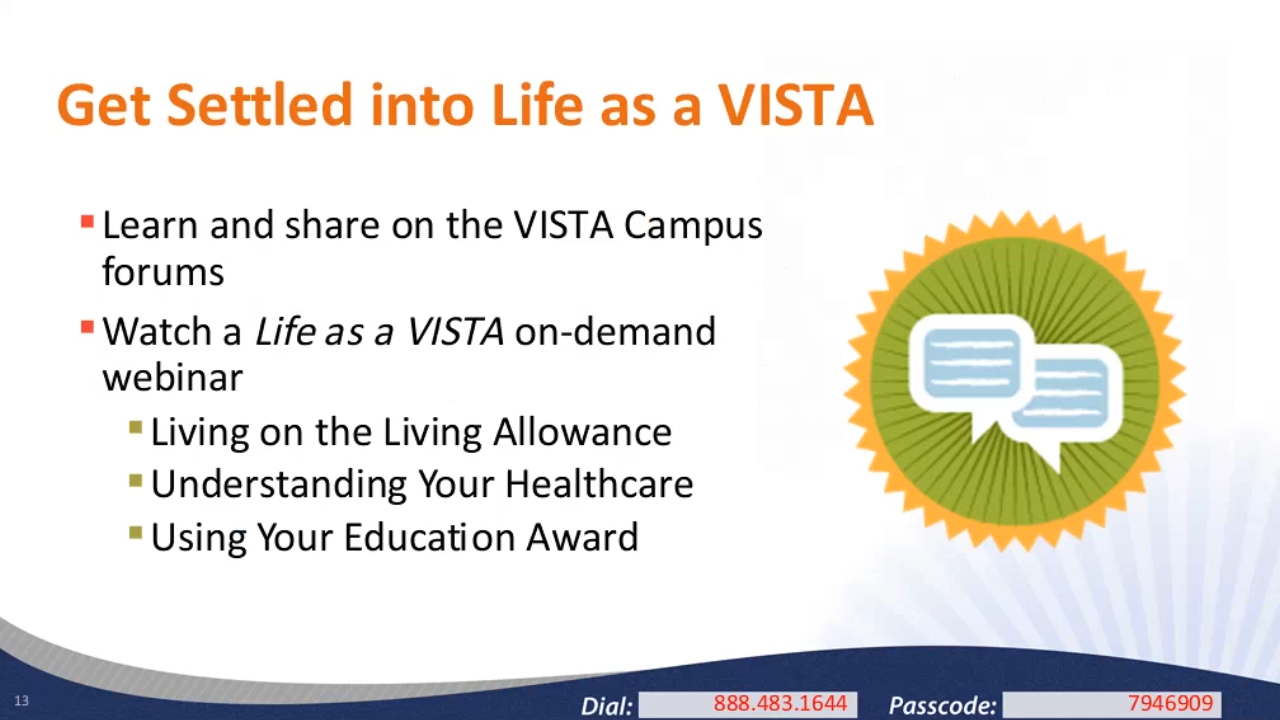 Get Settled into Life as a VISTA
Learn and share on the VISTA Campus
forums
Watch a Life as a VISTA on-demand
webinar
Living on the Living Allowance
Understanding Your Healthcare
Using Your Education Award
13
Dial: 888.483.1644 Passcode: 7946909